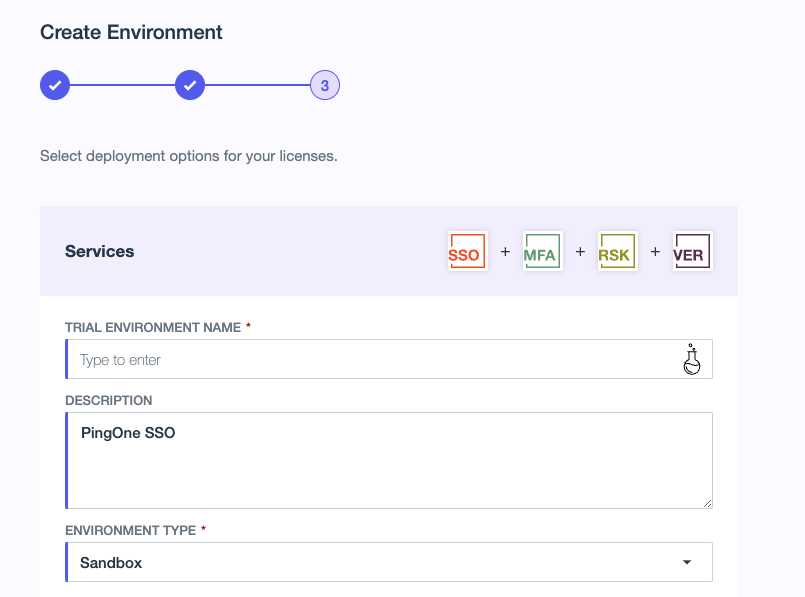 Create Environment
3
Select deployment options for your licenses.
Services
SSO + MFA + RSK + VER
TRIAL ENVIRONMENT NAME *
Type to enter
DESCRIPTION
PingOne SSO
ENVIRONMENT TYPE *
Sandbox